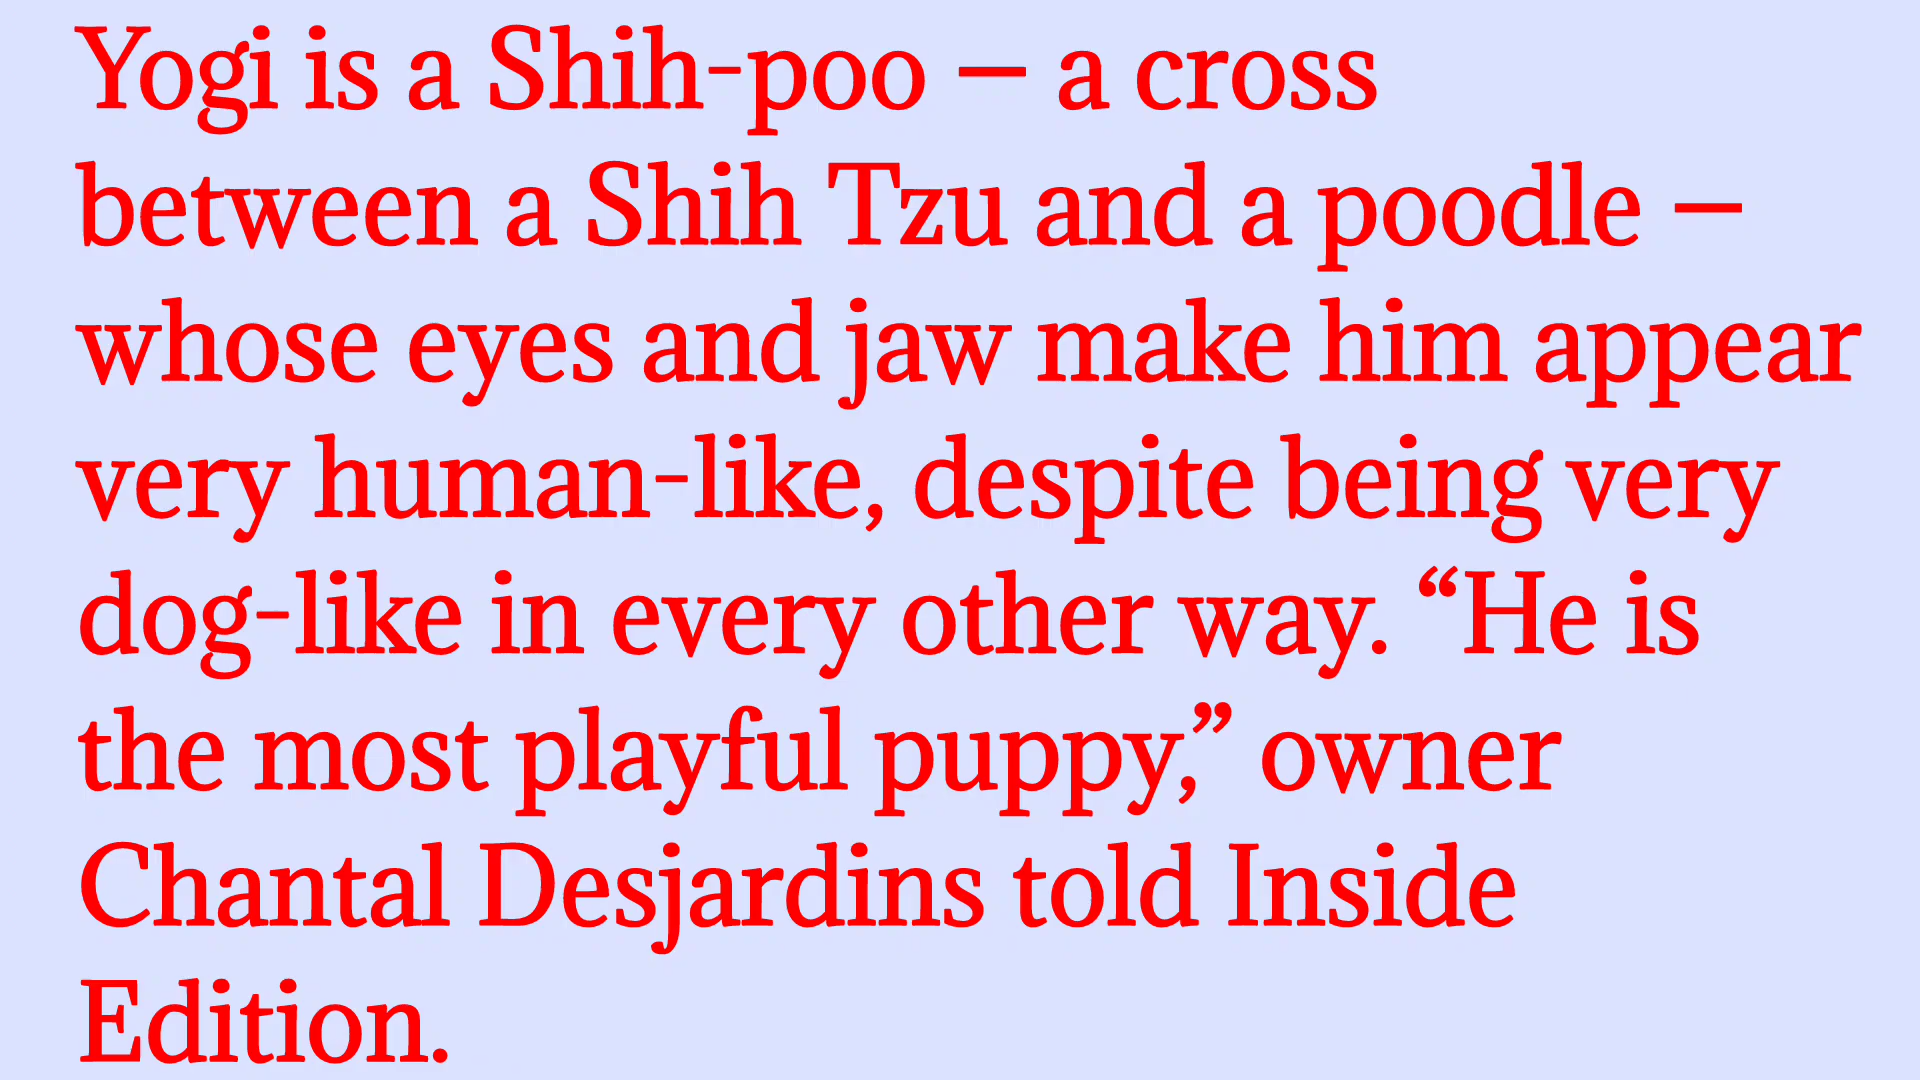 Yogi is a Shih-poo — a cross
between a Shih Tzu and a poodle —
whose eyes and jaw make him appear
very human-like, despite being very
dog-like in every other way. “He is
the most playful puppy,” owner
Chantal Desjardins told Inside
Edition.